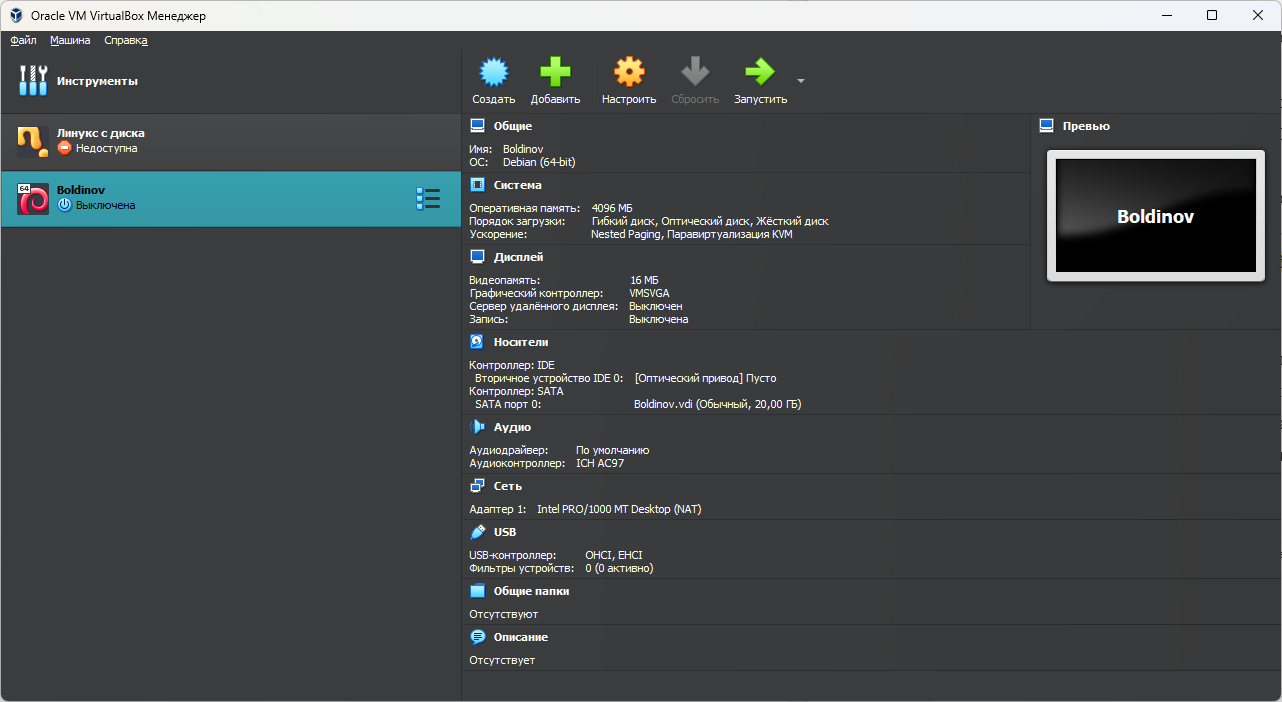 Oracle VM VirtualBox Менеджер
Файл Машина Справка
Инструменты
Создать Добавить Настроить Сбросить Запустить
Линукс с диска
Недоступна
64
Boldinov
Выключена
Общие
Имя: Boldinov
ОС: Debian (64-bit)
Система
Оперативная память: 4096 МБ
Порядок загрузки: Гибкий диск, Оптический диск, Жёсткий диск
Ускорение: Nested Paging, Паравиртуализация KVM
Дисплей
Видеопамять: 16 МБ
Графический контроллер: VMSVGA
Сервер удалённого дисплея: Выключен
Запись: Выключена
Превью
Boldinov
Носители
Контроллер: IDE
Вторичное устройство IDE 0: [Оптический привод] Пусто
Контроллер: SATA
SATA порт 0: Boldinov.vdi (Обычный, 20,00 ГБ)
Аудио
Аудиодрайвер: По умолчанию
Аудиоконтроллер: ICH AC97
Сеть
Адаптер 1: Intel PRO/1000 MT Desktop (NAT)
USB
USB-контроллер: OHCI, EHCI
Фильтры устройств: 0 (0 активно)
Общие папки
Отсутствуют
Описание
Отсутствует